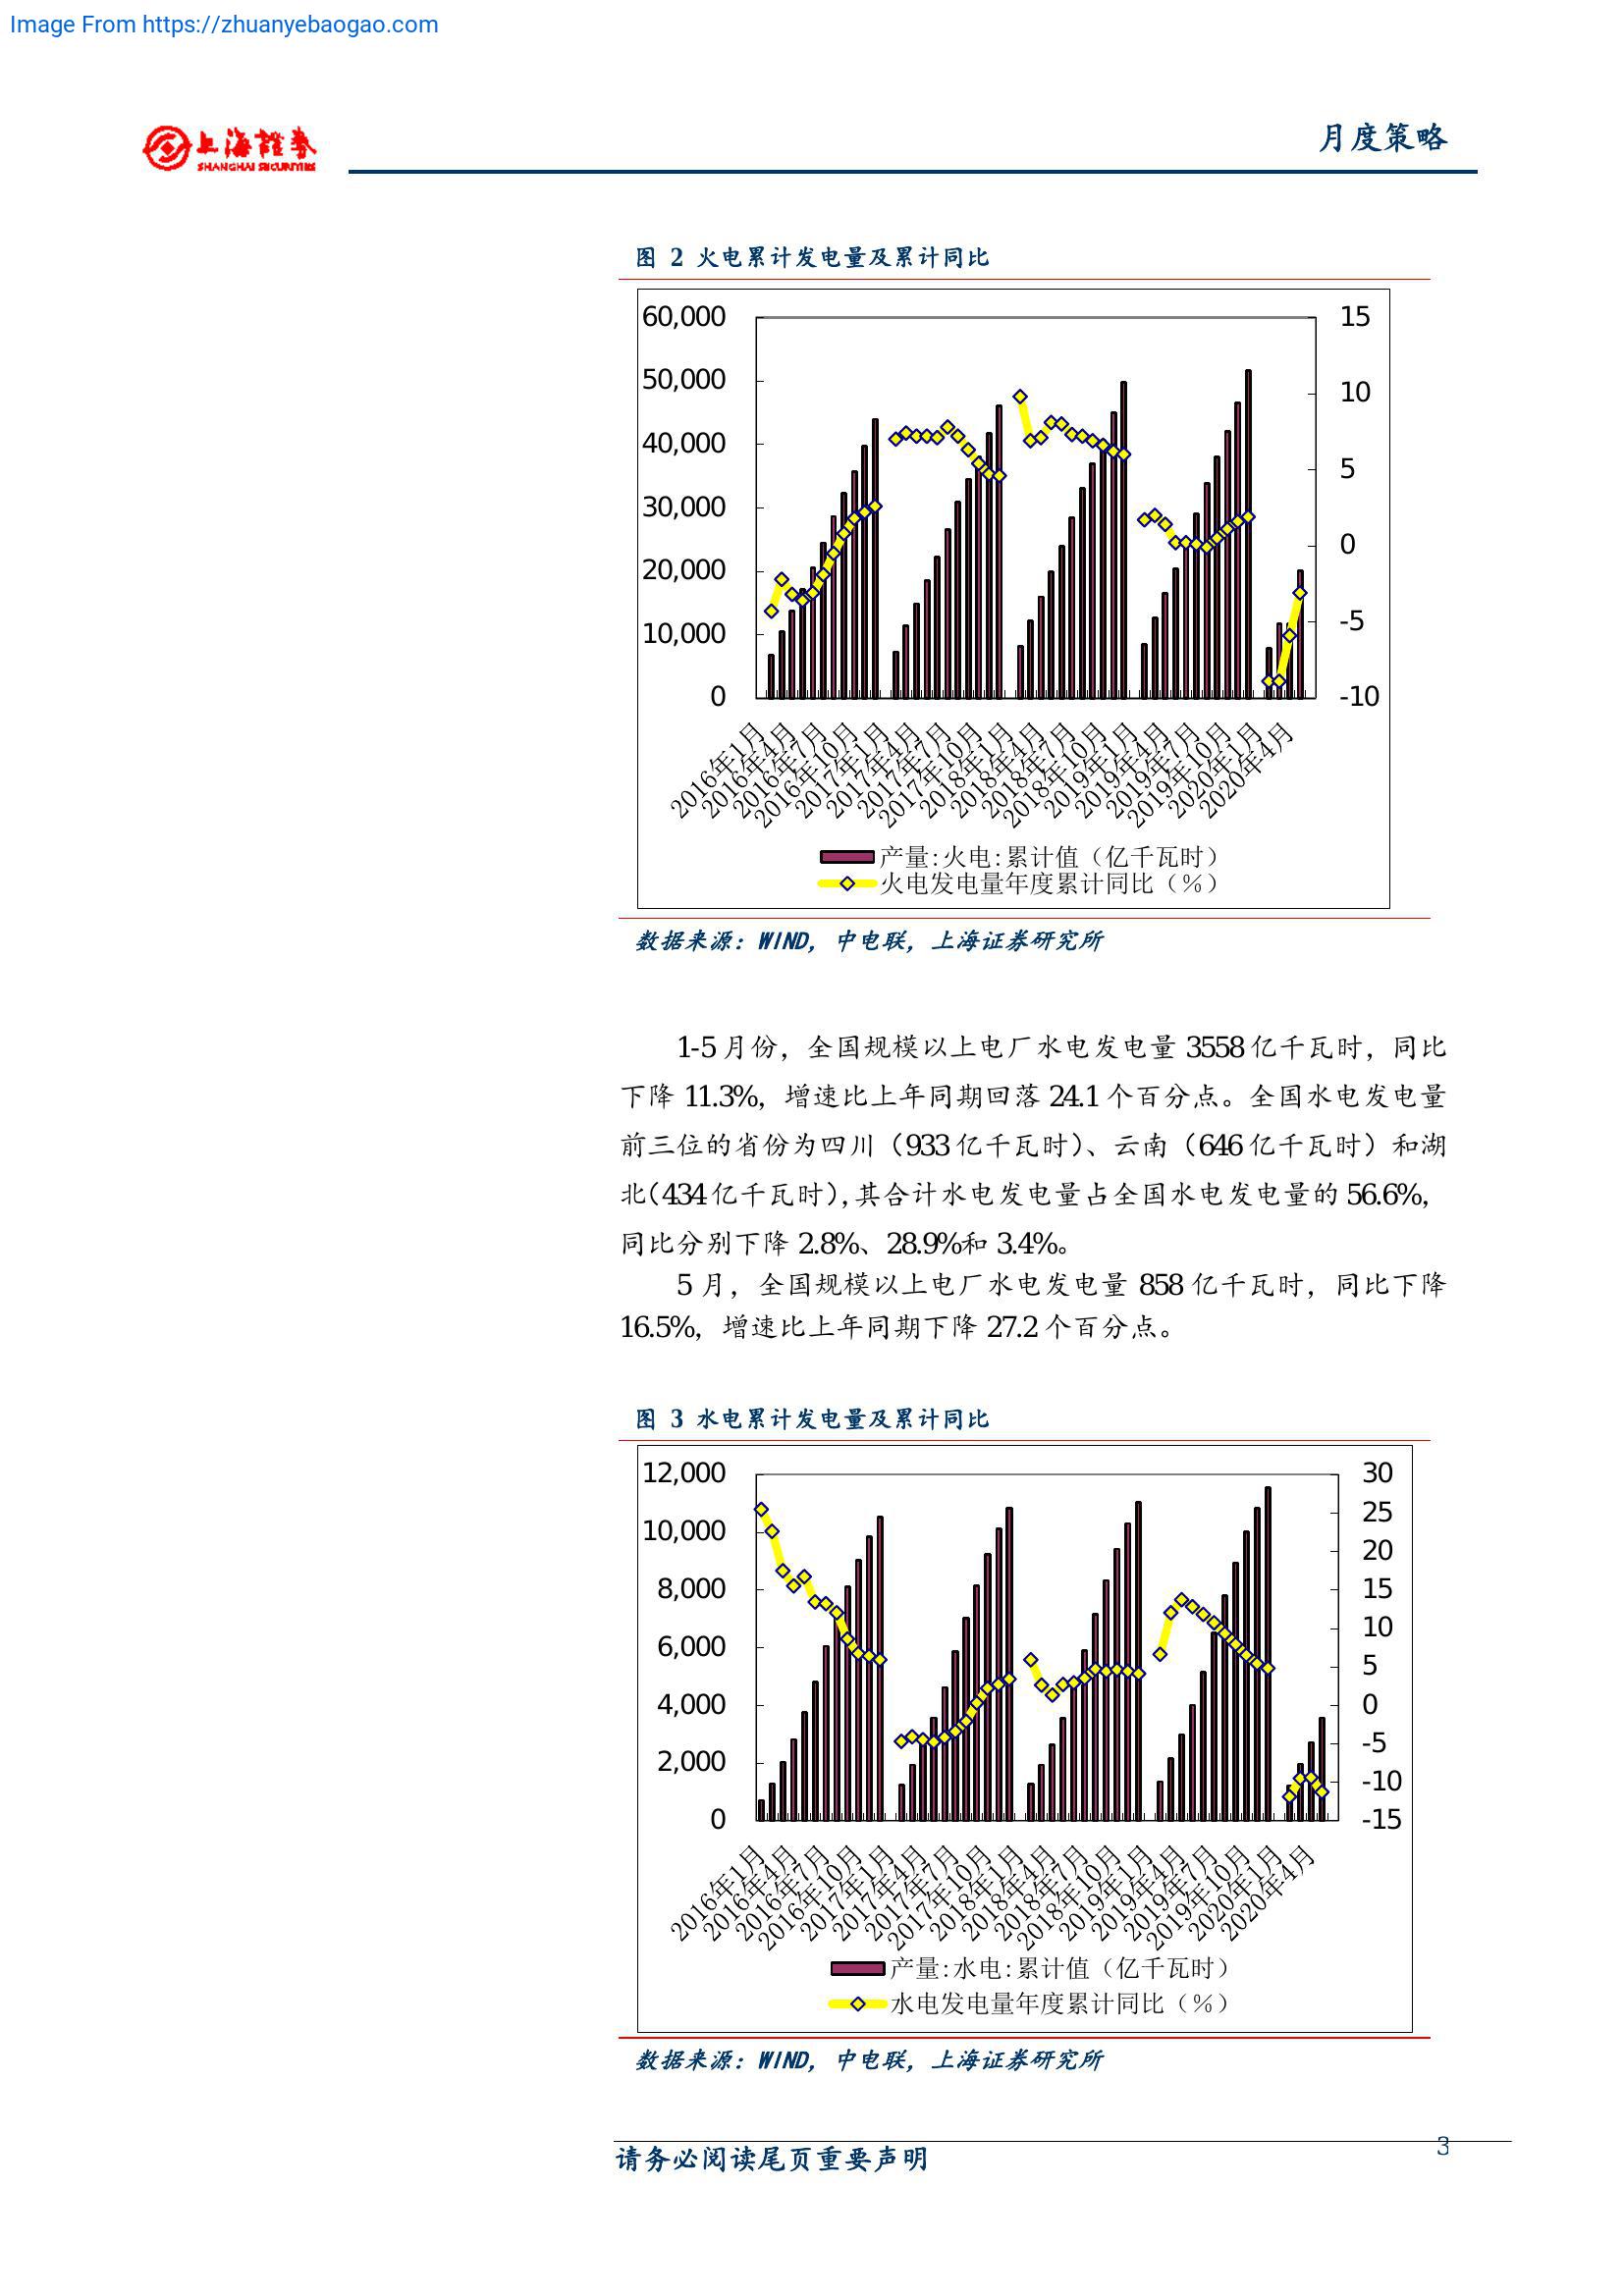 Image From https://zhuanyebaogao.com
上海證券
SHANGHAI SECURITIES
月度策略
图 2 火电累计发电量及累计同比
60,000
50,000
40,000
30,000
20,000
10,000
0
15
10
5
0
-5
-10
2016年1月
2016年4月
2016年7月
2016年10月
2017年1月
2017年4月
2017年7月
2017年10月
2018年1月
2018年4月
2018年7月
2018年10月
2019年1月
2019年4月
2019年7月
2019年10月
2020年1月
2020年4月
产量:火电:累计值（亿千瓦时）
火电发电量年度累计同比（%）
数据来源：WIND，中电联，上海证券研究所
1-5 月份，全国规模以上电厂水电发电量 3558 亿千瓦时，同比
下降 11.3%，增速比上年同期回落 24.1 个百分点。全国水电发电量
前三位的省份为四川（933 亿千瓦时）、云南（646 亿千瓦时）和湖
北（434 亿千瓦时），其合计水电发电量占全国水电发电量的 56.6%，
同比分别下降 2.8%、28.9%和 3.4%。
5 月，全国规模以上电厂水电发电量 858 亿千瓦时，同比下降
16.5%，增速比上年同期下降 27.2 个百分点。
图 3 水电累计发电量及累计同比
12,000
10,000
8,000
6,000
4,000
2,000
0
30
25
20
15
10
5
0
-5
-10
-15
2016年1月
2016年4月
2016年7月
2016年10月
2017年1月
2017年4月
2017年7月
2017年10月
2018年1月
2018年4月
2018年7月
2018年10月
2019年1月
2019年4月
2019年7月
2019年10月
2020年1月
2020年4月
产量:水电:累计值（亿千瓦时）
水电发电量年度累计同比（%）
数据来源：WIND，中电联，上海证券研究所
请务必阅读尾页重要声明
3